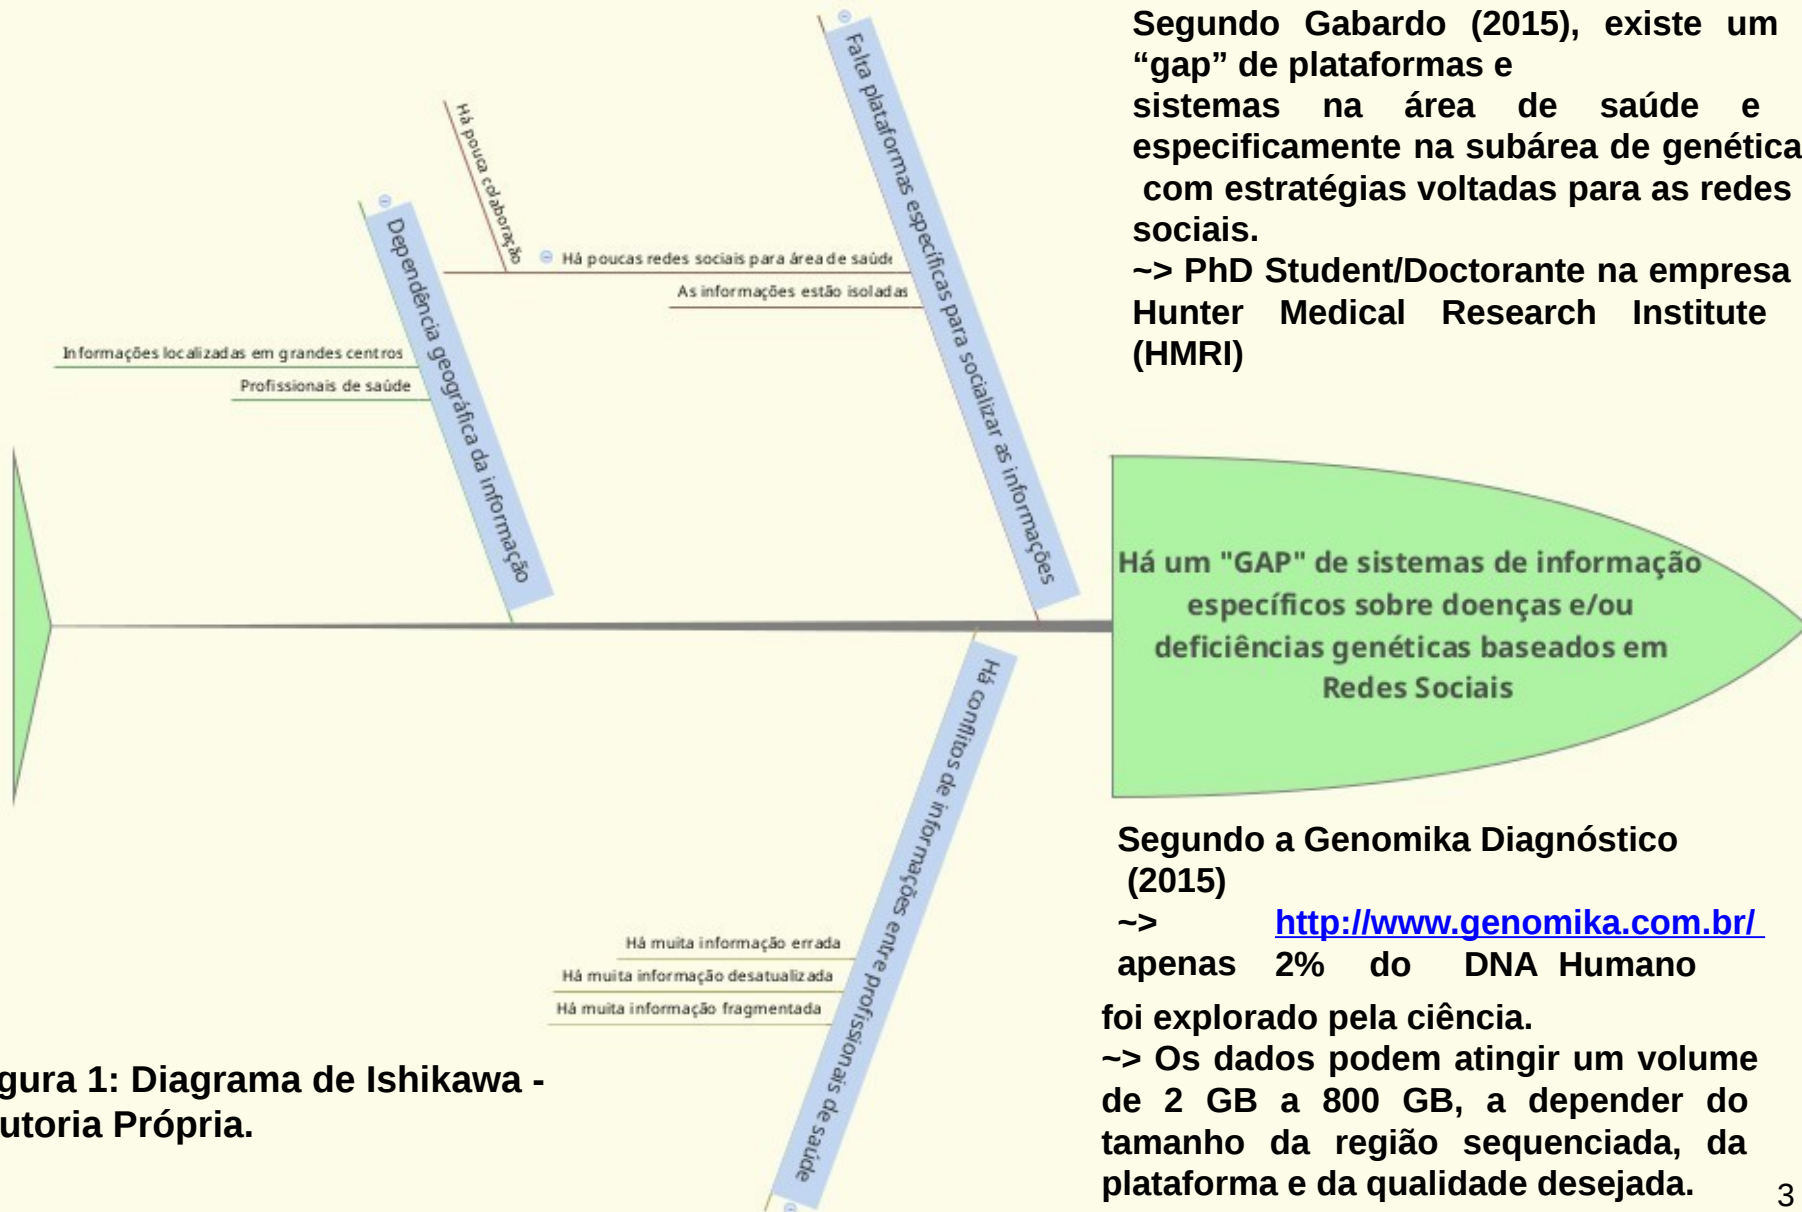 Segundo Gabardo (2015), existe um
“gap” de plataformas e
sistemas na área de saúde e
especificamente na subárea de genética
com estratégias voltadas para as redes
sociais.
~> PhD Student/Doctorante na empresa
Hunter Medical Research Institute
(HMRI)
Falta plataformas específicas para socializar as informações
Há pouca colaboração
Há poucas redes sociais para área de saúde
As informações estão isoladas
Dependência geográfica da informação
Informações localizadas em grandes centros
Profissionais de saúde
Há um "GAP" de sistemas de informação
específicos sobre doenças e/ou
deficiências genéticas baseados em
Redes Sociais
Há conflitos de informações entre profissionais de saúde
Há muita informação errada
Há muita informação desatualizada
Há muita informação fragmentada
gura 1: Diagrama de Ishikawa -
utoria Própria.
Segundo a Genomika Diagnóstico
(2015)
~> http://www.genomika.com.br/
apenas 2% do DNA Humano
foi explorado pela ciência.
~> Os dados podem atingir um volume
de 2 GB a 800 GB, a depender do
tamanho da região sequenciada, da
plataforma e da qualidade desejada.
3